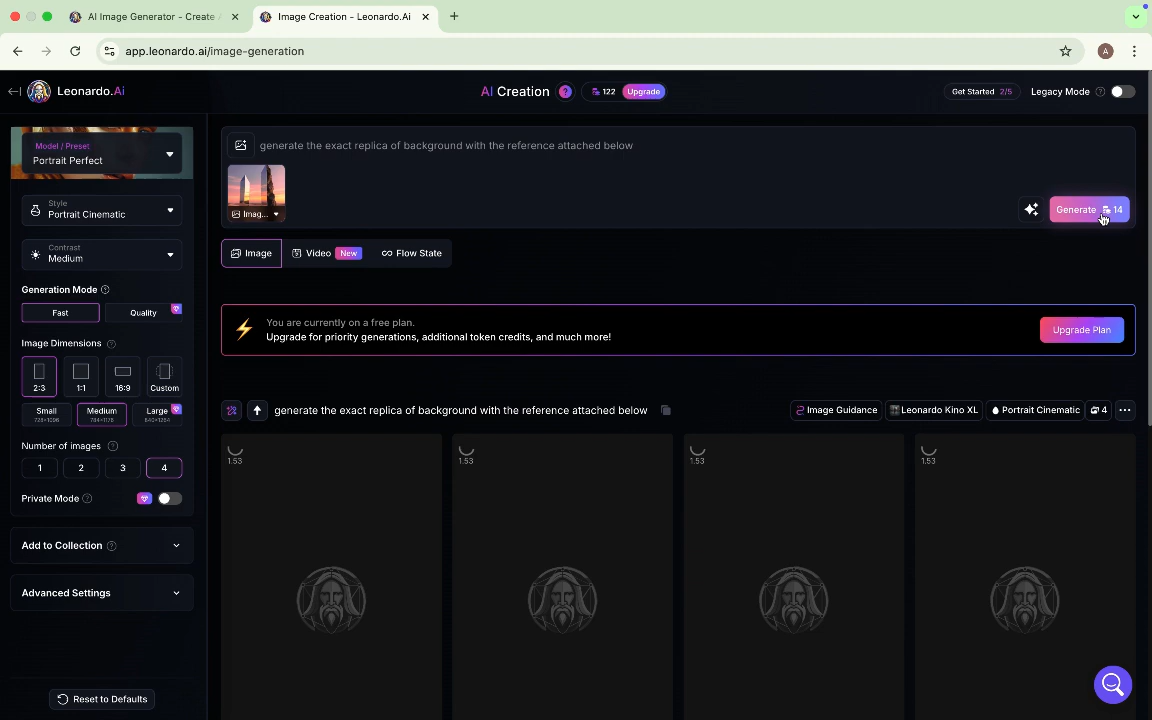 AI Image Generator - Create A
Image Creation - Leonardo.Ai
app.leonardo.ai/image-generation
A
Leonardo.Ai
AI Creation ? 122 Upgrade
Get Started 2/5 Legacy Mode ?
Model / Preset
Portrait Perfect
Style
Portrait Cinematic
Contrast
Medium
Generation Mode ?
Fast Quality
Image Dimensions ?
2:3 1:1 16:9 Custom
Small Medium Large
Number of images ?
1 2 3 4
Private Mode ?
Add to Collection ?
Advanced Settings
Reset to Defaults
generate the exact replica of background with the reference attached below
Imag...
Generate 14
Image Video New Flow State
You are currently on a free plan.
Upgrade for priority generations, additional token credits, and much more!
Upgrade Plan
generate the exact replica of background with the reference attached below
Image Guidance Leonardo Kino XL Portrait Cinematic 4
1.53 1.53 1.53 1.53